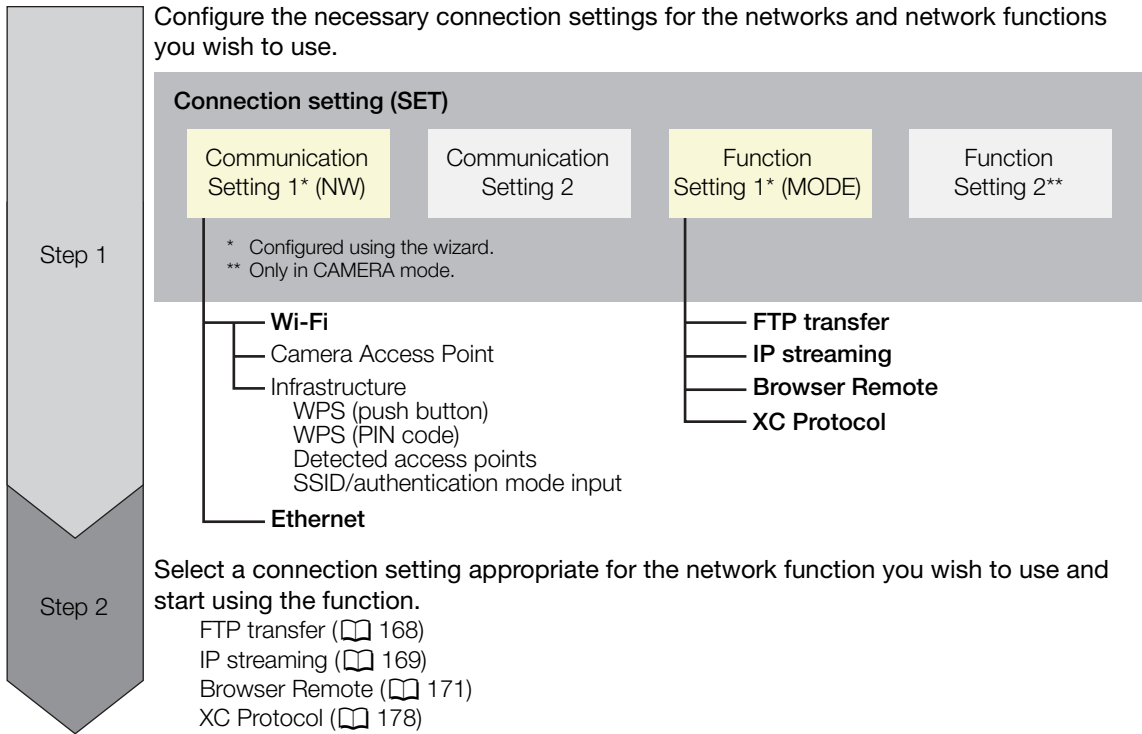 Configure the necessary connection settings for the networks and network functions
you wish to use.
Connection setting (SET)
Communication
Setting 1* (NW)
Communication
Setting 2
Function
Setting 1* (MODE)
Function
Setting 2**
* Configured using the wizard.
** Only in CAMERA mode.
Step 1
Wi-Fi
Camera Access Point
Infrastructure
WPS (push button)
WPS (PIN code)
Detected access points
SSID/authentication mode input
Ethernet
FTP transfer
IP streaming
Browser Remote
XC Protocol
Step 2
Select a connection setting appropriate for the network function you wish to use and
start using the function.
FTP transfer (📖 168)
IP streaming (📖 169)
Browser Remote (📖 171)
XC Protocol (📖 178)